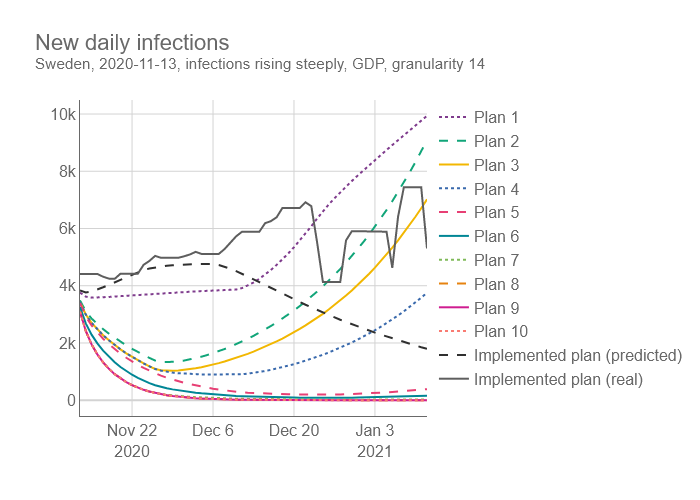 New daily infections
Sweden, 2020-11-13, infections rising steeply, GDP, granularity 14
10k
8k
6k
4k
2k
0
Nov 22
2020
Dec 6
Dec 20
Jan 3
2021
Plan 1
Plan 2
Plan 3
Plan 4
Plan 5
Plan 6
Plan 7
Plan 8
Plan 9
Plan 10
Implemented plan (predicted)
Implemented plan (real)